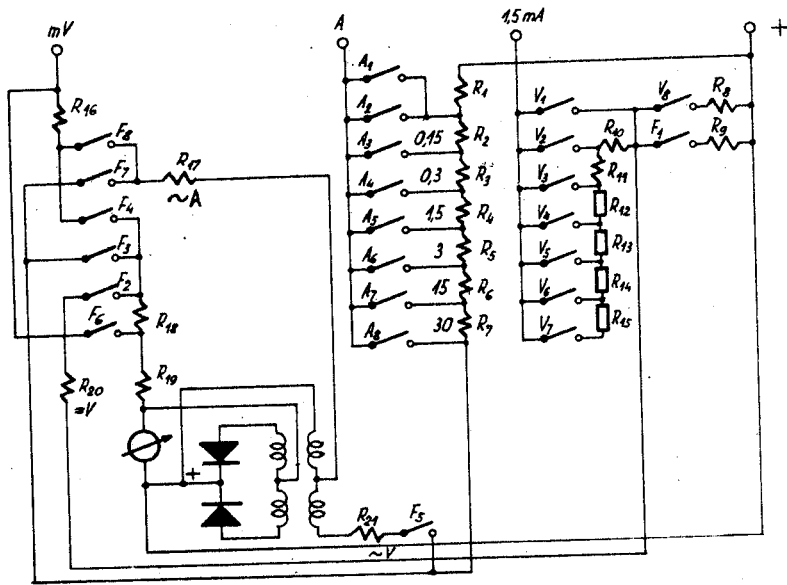 mV
A
1,5 mA
+
R16
F8
F7
R17
~A
F4
F3
F2
R18
F6
R20
=V
R19
+
A1
A2
A3
0,15
A4
0,3
A5
1,5
A6
3
A7
15
A8
30
R1
R2
R3
R4
R5
R6
R7
V1
V2
V3
V4
V5
V6
V7
R10
R11
R12
R13
R14
R15
V8
R8
F1
R9
R21
~V
F5